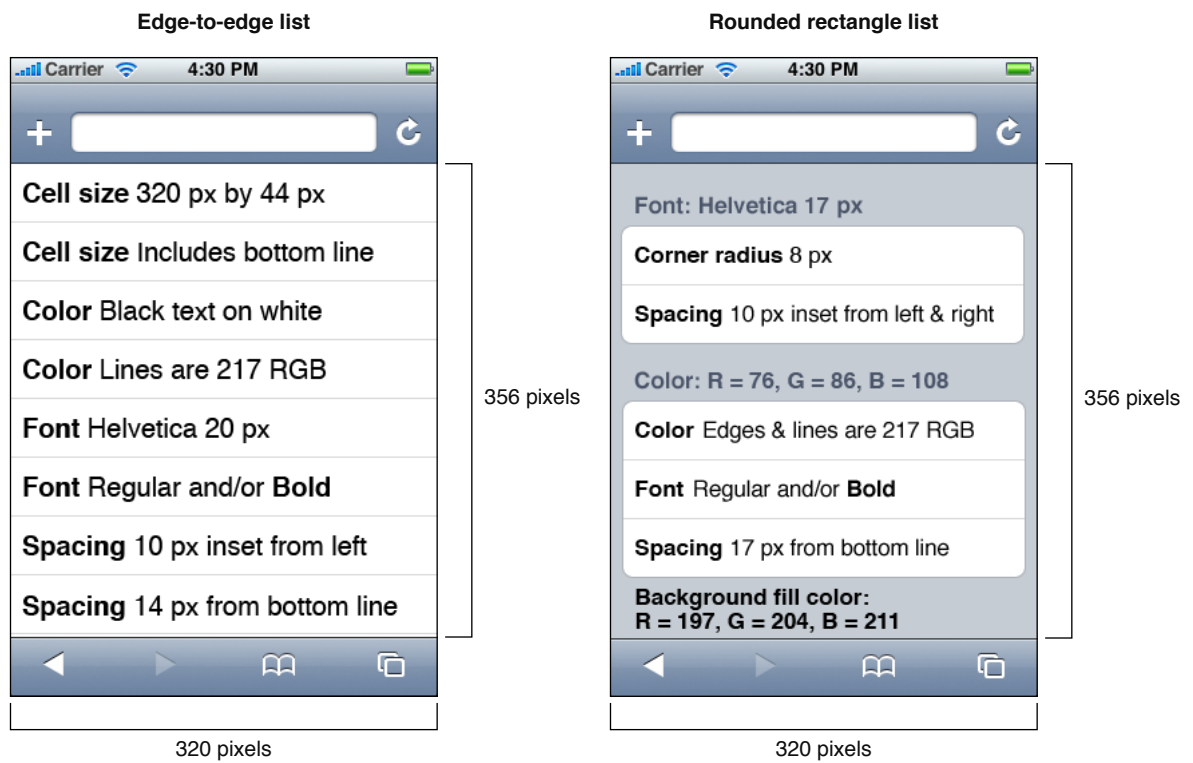 Edge-to-edge list
Carrier 4:30 PM
Cell size 320 px by 44 px
Cell size Includes bottom line
Color Black text on white
Color Lines are 217 RGB
Font Helvetica 20 px
Font Regular and/or Bold
Spacing 10 px inset from left
Spacing 14 px from bottom line
356 pixels
320 pixels
Rounded rectangle list
Carrier 4:30 PM
Font: Helvetica 17 px
Corner radius 8 px
Spacing 10 px inset from left & right
Color: R = 76, G = 86, B = 108
Color Edges & lines are 217 RGB
Font Regular and/or Bold
Spacing 17 px from bottom line
Background fill color:
R = 197, G = 204, B = 211
356 pixels
320 pixels